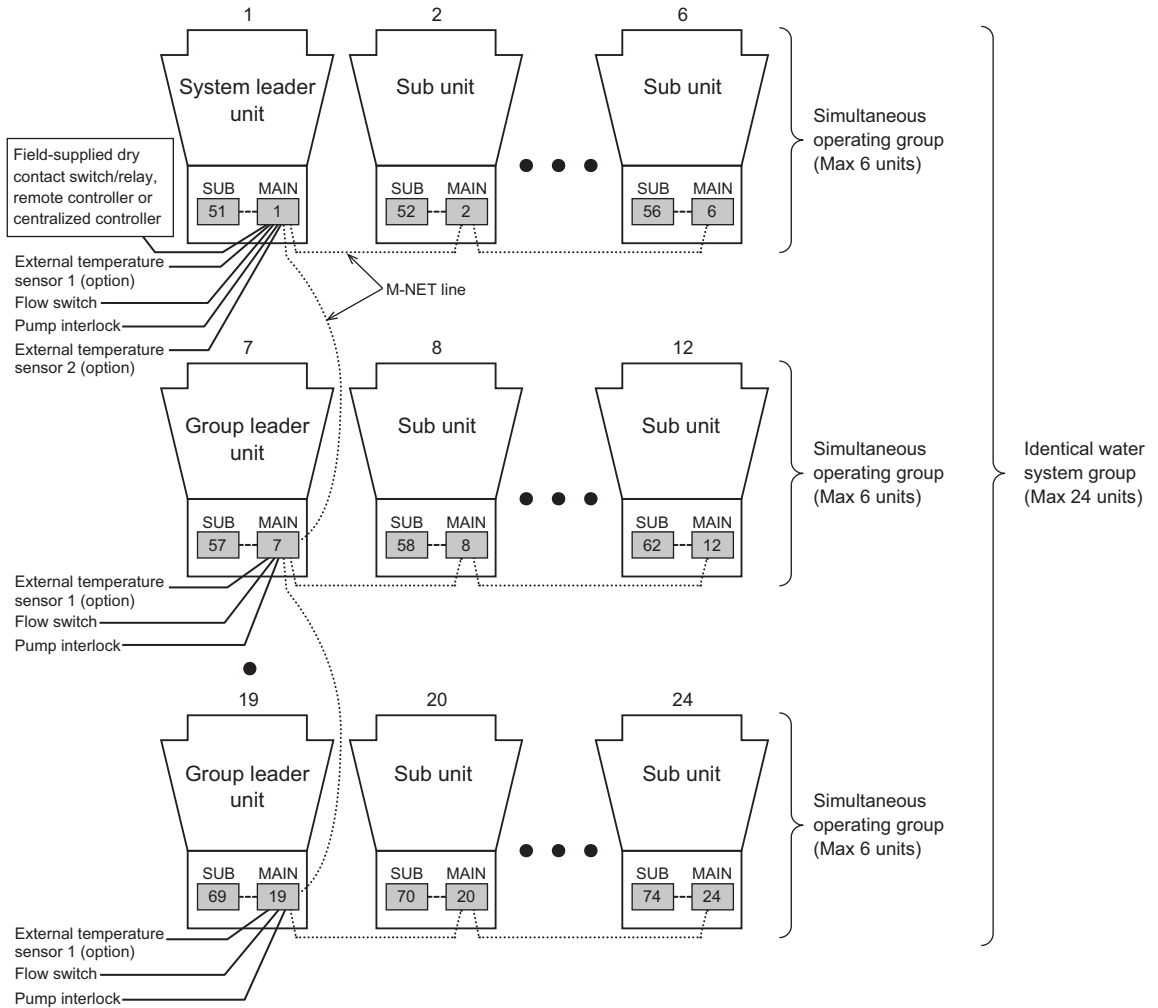 1
2
6
System leader
unit
Sub unit
Sub unit
Simultaneous
operating group
(Max 6 units)
Field-supplied dry
contact switch/relay,
remote controller or
centralized controller
SUB MAIN
51 1
SUB MAIN
52 2
SUB MAIN
56 6
External temperature
sensor 1 (option)
Flow switch
Pump interlock
External temperature
sensor 2 (option)
M-NET line
7
8
12
Group leader
unit
Sub unit
Sub unit
Simultaneous
operating group
(Max 6 units)
Identical water
system group
(Max 24 units)
SUB MAIN
57 7
SUB MAIN
58 8
SUB MAIN
62 12
External temperature
sensor 1 (option)
Flow switch
Pump interlock
19
20
24
Group leader
unit
Sub unit
Sub unit
Simultaneous
operating group
(Max 6 units)
SUB MAIN
69 19
SUB MAIN
70 20
SUB MAIN
74 24
External temperature
sensor 1 (option)
Flow switch
Pump interlock